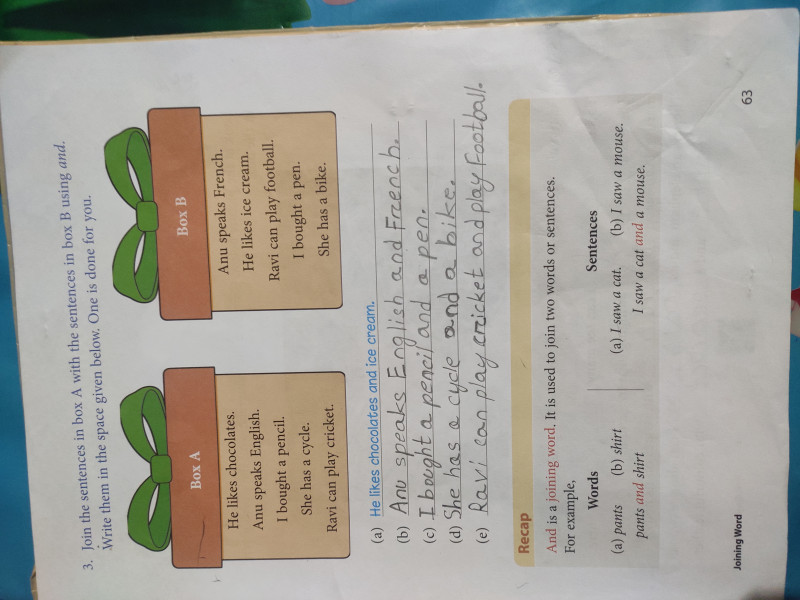 3. Join the sentences in box A with the sentences in box B using and.
Write them in the space given below. One is done for you.
Box A
He likes chocolates.
Anu speaks English.
I bought a pencil.
She has a cycle.
Ravi can play cricket.
Box B
Anu speaks French.
He likes ice cream.
Ravi can play football.
I bought a pen.
She has a bike.
(a) He likes chocolates and ice cream.
(b) Anu speaks English and French.
(c) I bought a pencil and a pen.
(d) She has a cycle and a bike.
(e) Ravi can play cricket and play football.
Recap
And is a joining word. It is used to join two words or sentences.
For example,
Words
(a) pants (b) shirt
pants and shirt
Sentences
(a) I saw a cat. (b) I saw a mouse.
I saw a cat and a mouse.
Joining Word
63